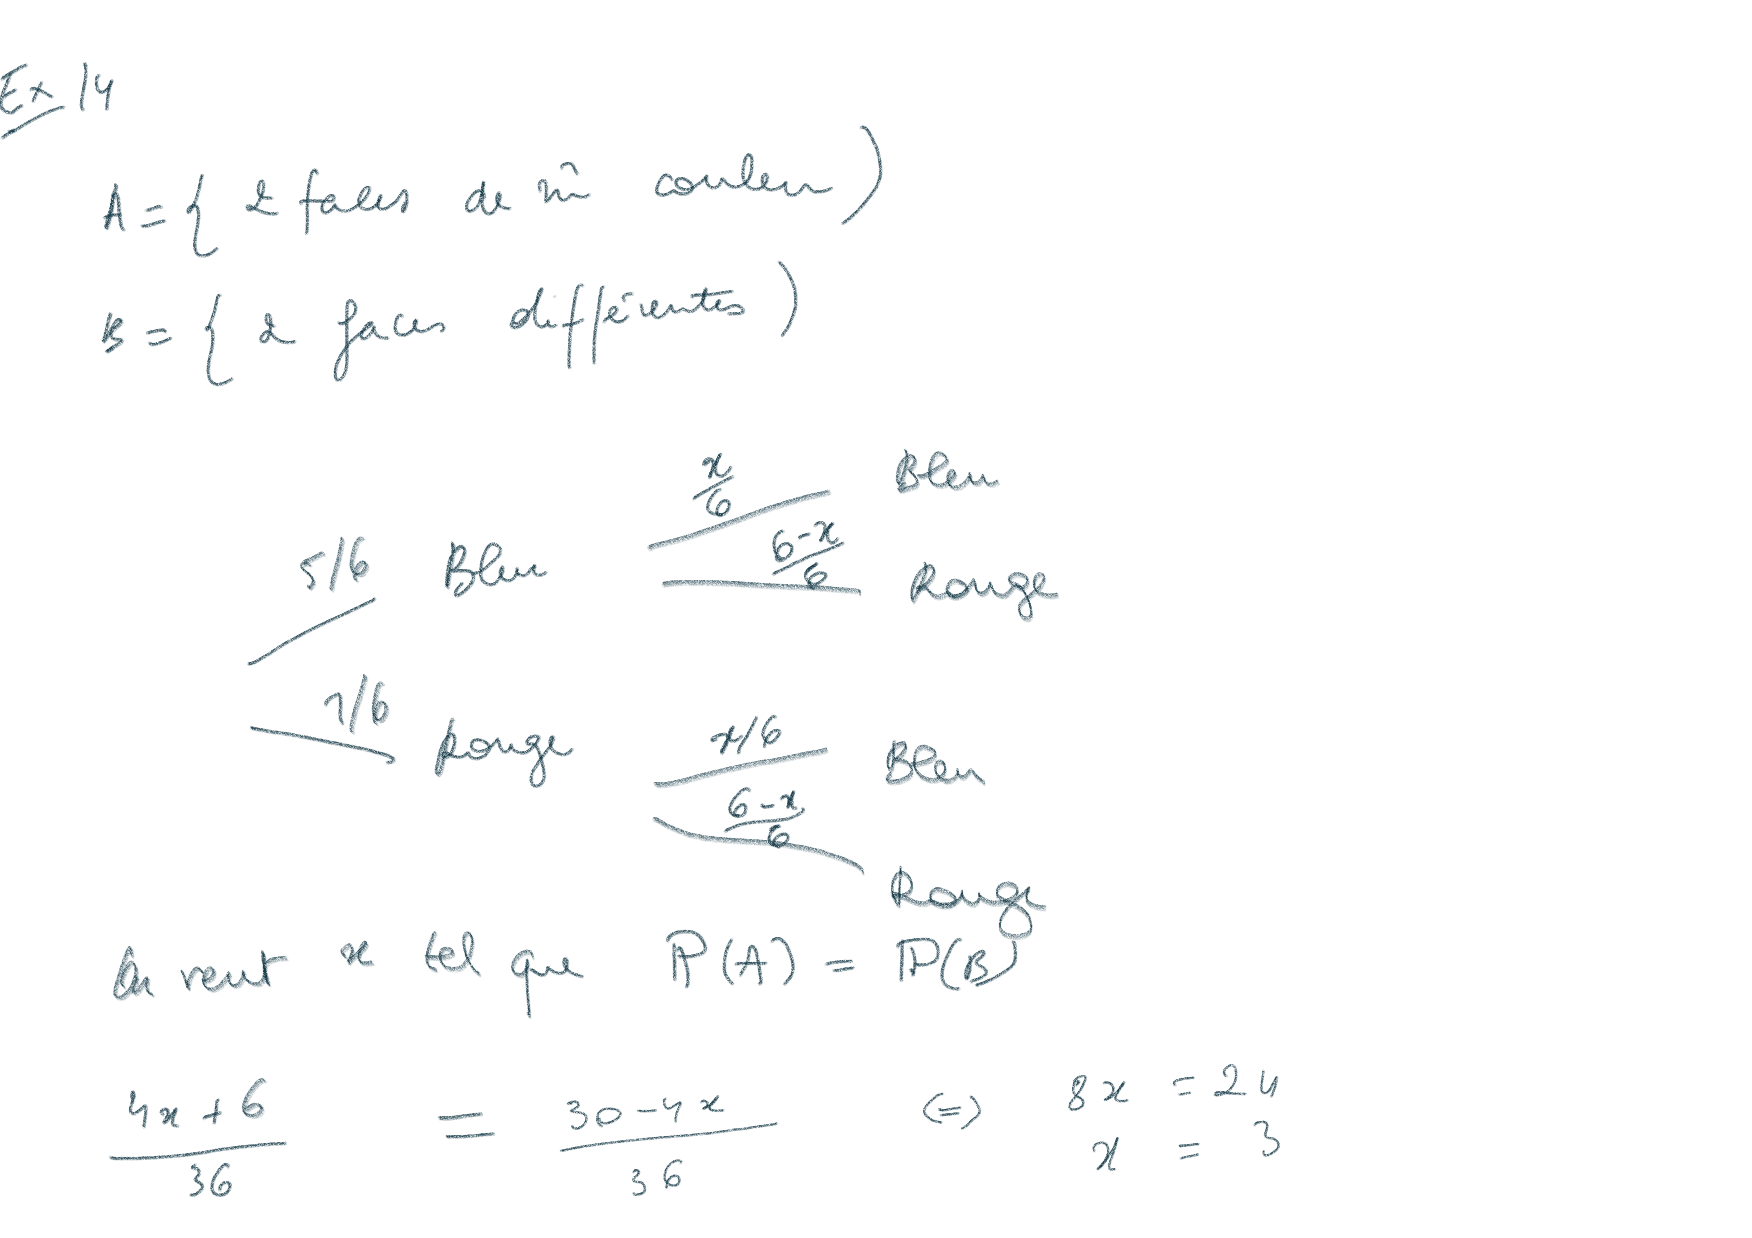 Ex 14
A = { 2 faces de m̂ couleur )
B = { 2 faces différentes )
x/6 Bleu
5/6 Bleu (6-x)/6 Rouge
1/6 Rouge x/6 Bleu
(6-x)/6 Rouge
On veut x tel que P(A) = P(B)
(4x+6)/36 = (30-4x)/36 (=) 8x = 24
x = 3